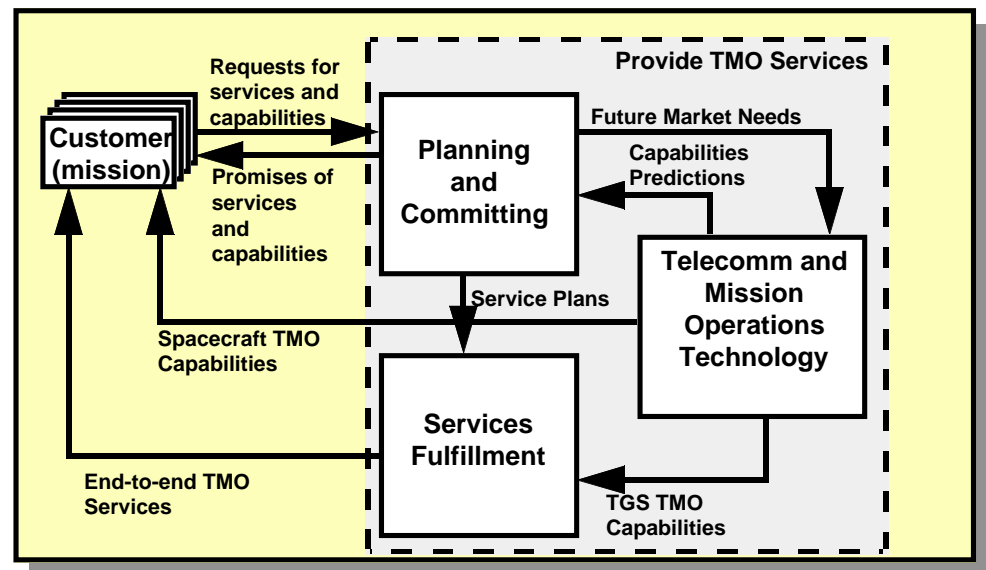 Provide TMO Services
Requests for
services and
capabilities
Customer
(mission)
Promises of
services
and
capabilities
Planning
and
Committing
Future Market Needs
Capabilities
Predictions
Telecomm and
Mission
Operations
Technology
Service Plans
Spacecraft TMO
Capabilities
Services
Fulfillment
End-to-end TMO
Services
TGS TMO
Capabilities